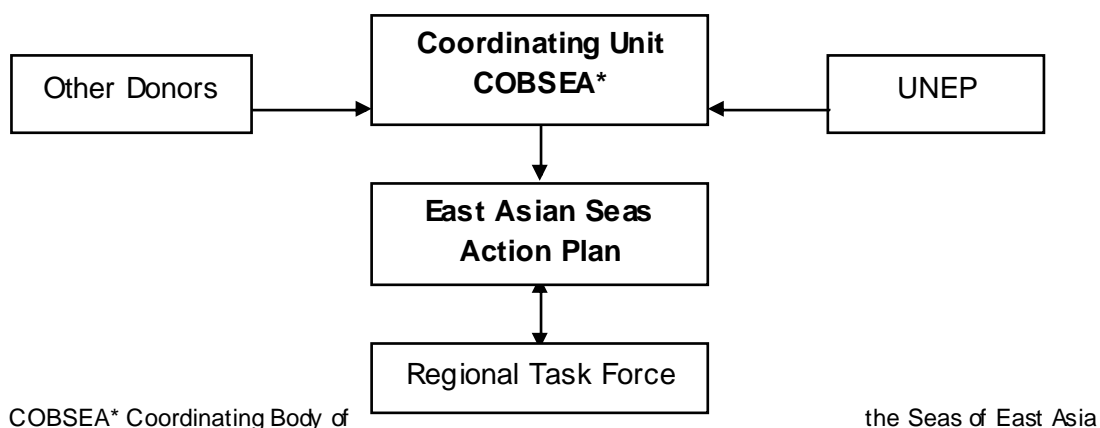 Coordinating Unit
COBSEA*
Other Donors
UNEP
East Asian Seas
Action Plan
Regional Task Force
COBSEA* Coordinating Body of the Seas of East Asia